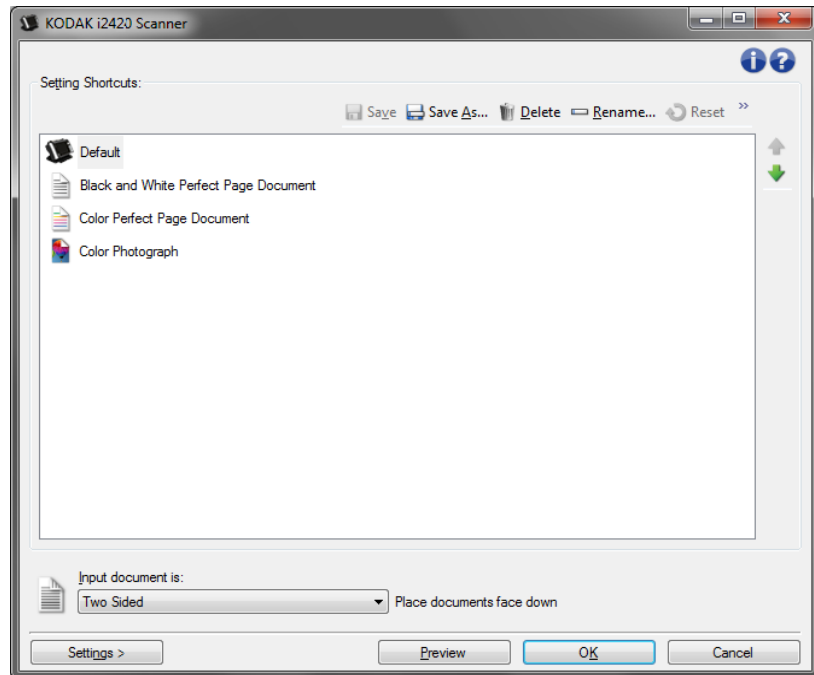 KODAK i2420 Scanner
Setting Shortcuts:
Save Save As... Delete Rename... Reset »
Default
Black and White Perfect Page Document
Color Perfect Page Document
Color Photograph
Input document is:
Two Sided Place documents face down
Settings > Preview OK Cancel